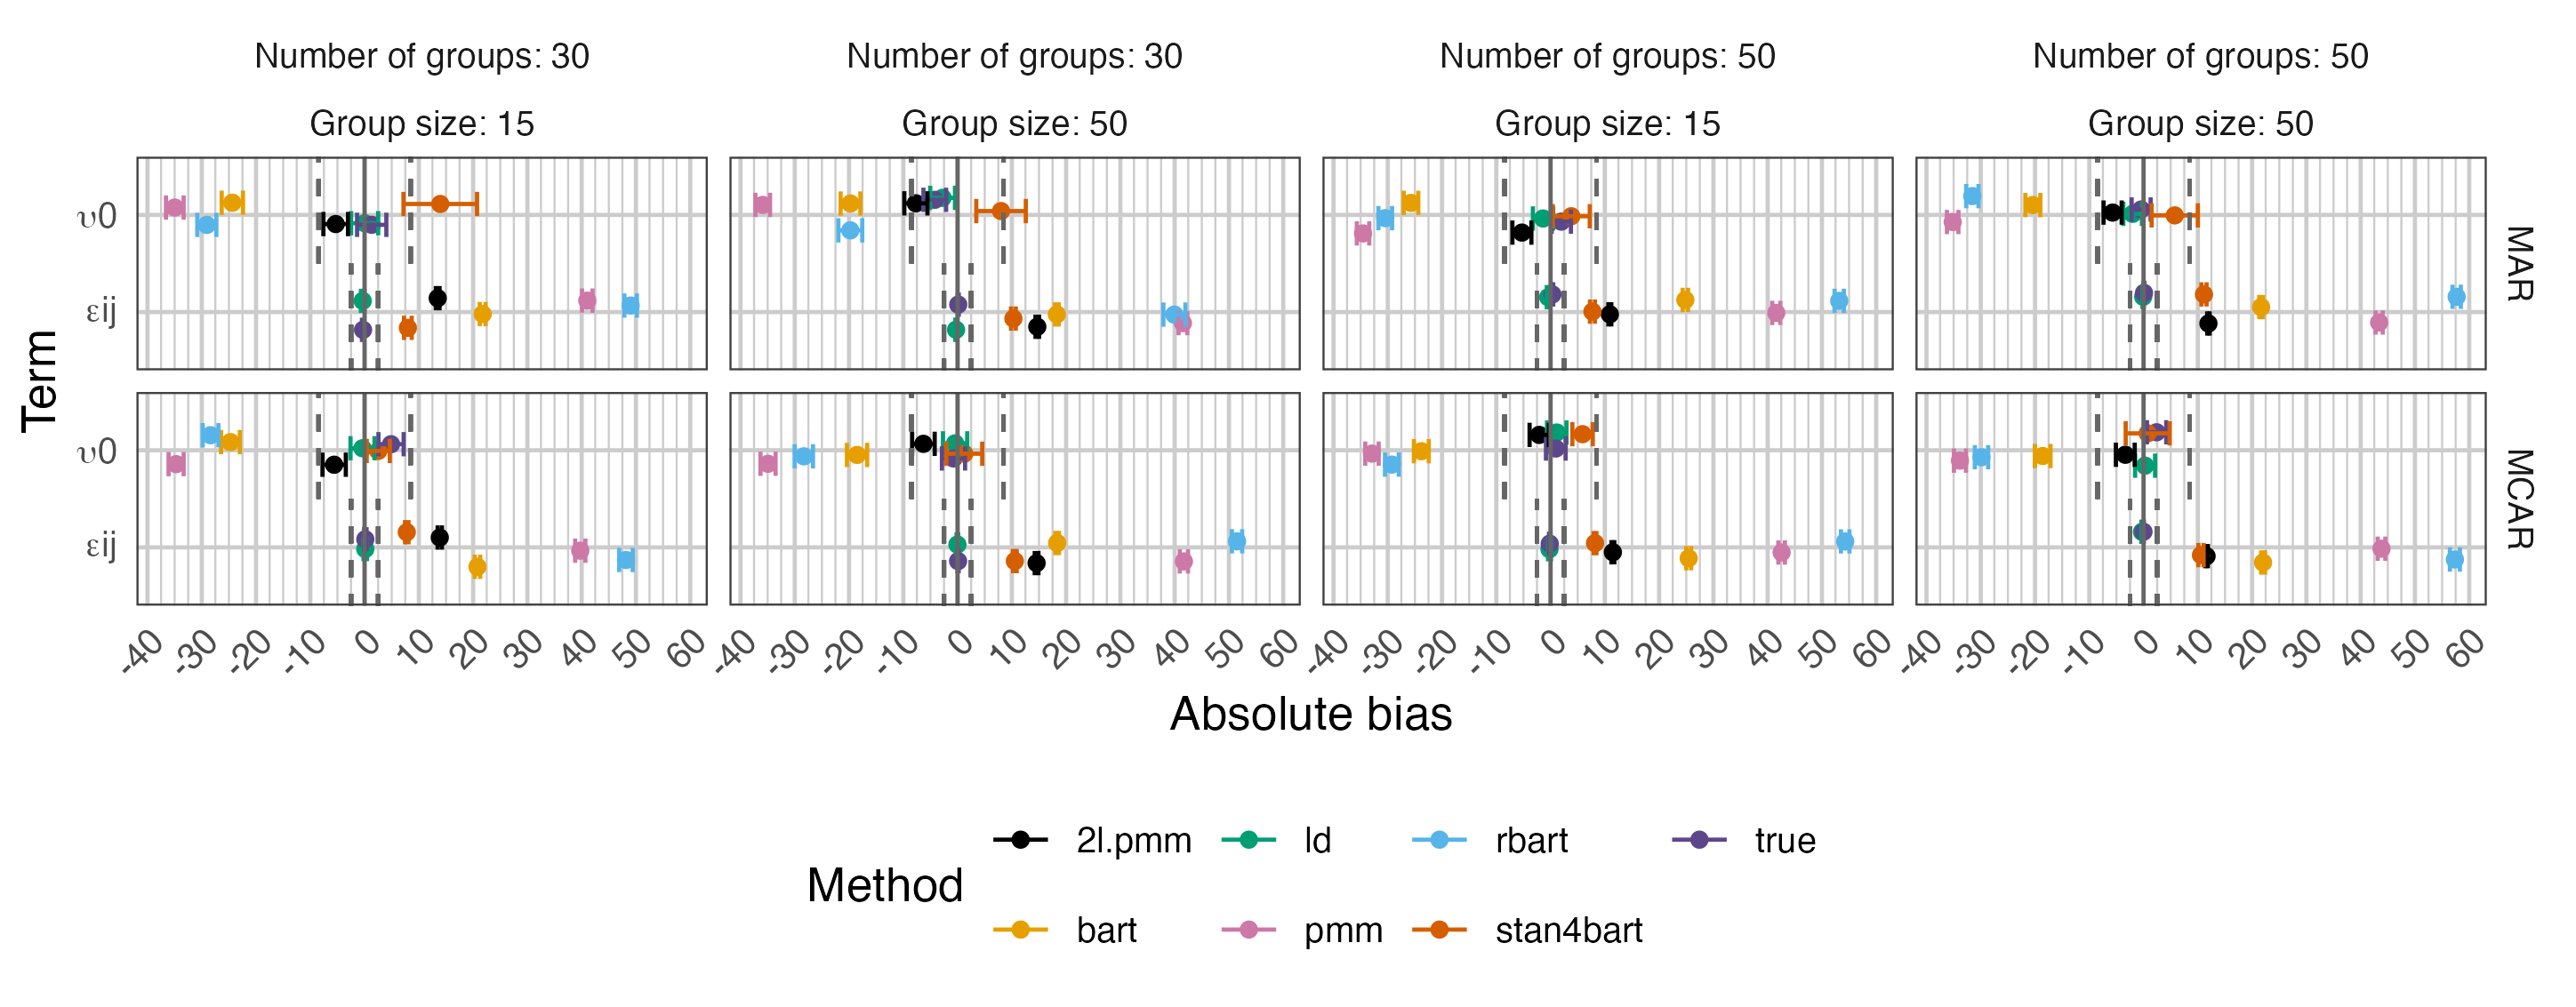 Number of groups: 30 Number of groups: 30 Number of groups: 50 Number of groups: 50
Group size: 15 Group size: 50 Group size: 15 Group size: 50
υ0
εij
MAR
Term
υ0
εij
MCAR
-40 -30 -20 -10 0 10 20 30 40 50 60 -40 -30 -20 -10 0 10 20 30 40 50 60 -40 -30 -20 -10 0 10 20 30 40 50 60 -40 -30 -20 -10 0 10 20 30 40 50 60
Absolute bias
Method
2l.pmm ld rbart true
bart pmm stan4bart